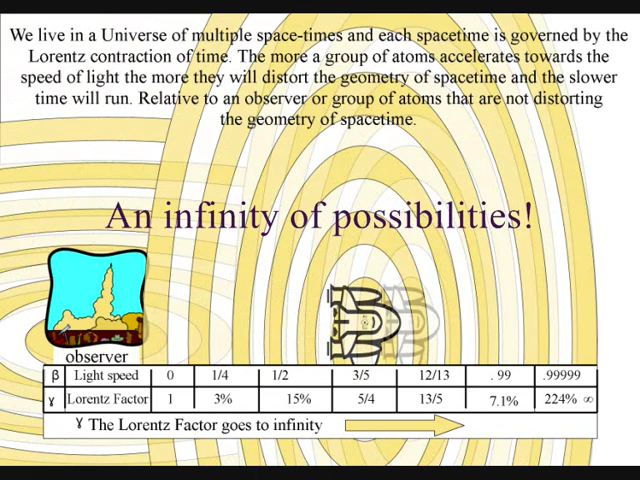 We live in a Universe of multiple space-times and each spacetime is governed by the
Lorentz contraction of time. The more a group of atoms accelerates towards the
speed of light the more they will distort the geometry of spacetime and the slower
time will run. Relative to an observer or group of atoms that are not distorting
the geometry of spacetime.
An infinity of possibilities!
observer
β Light speed 0 1/4 1/2 3/5 12/13 . 99 .99999
γ Lorentz Factor 1 3% 15% 5/4 13/5 7.1% 224% ∞
γ The Lorentz Factor goes to infinity